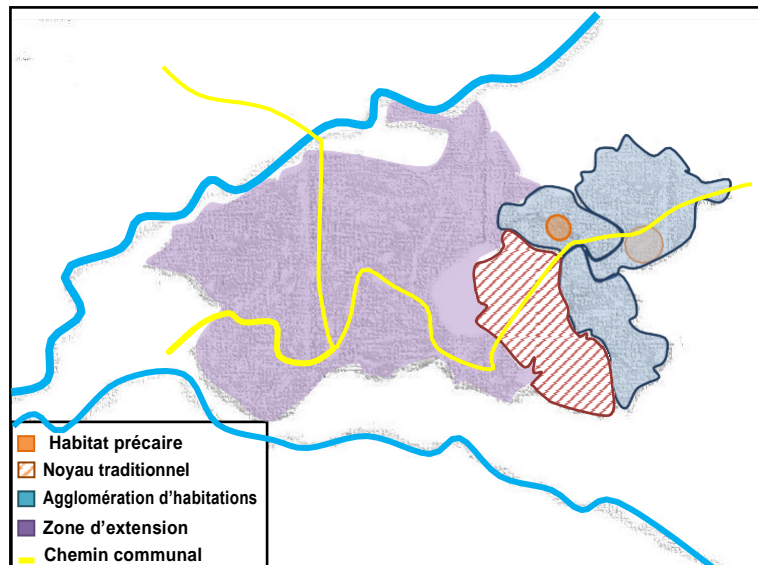 Habitat précaire
Noyau traditionnel
Agglomération d'habitations
Zone d'extension
Chemin communal